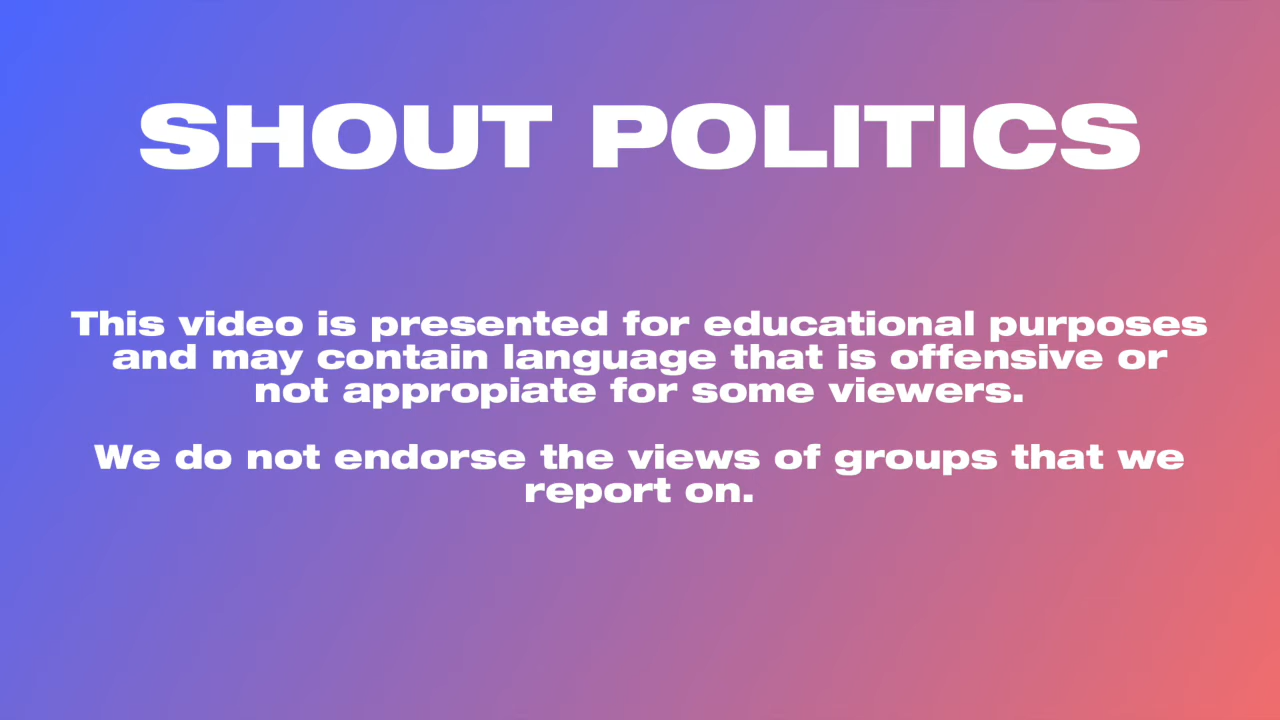 SHOUT POLITICS
This video is presented for educational purposes
and may contain language that is offensive or
not appropiate for some viewers.
We do not endorse the views of groups that we
report on.